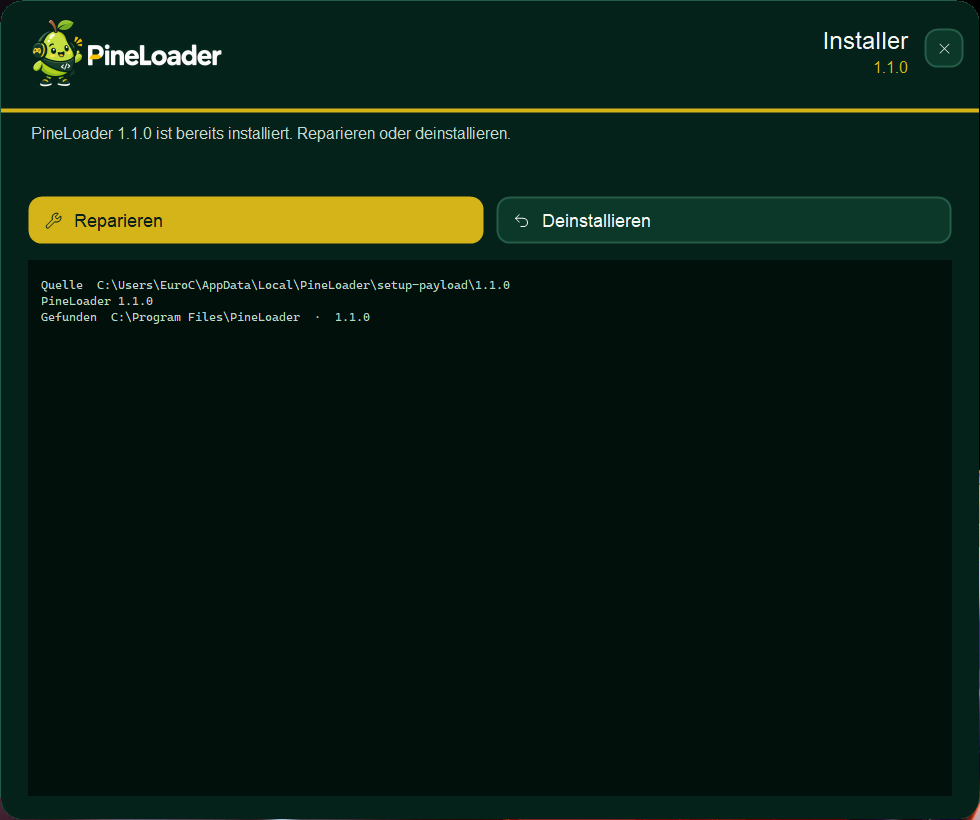 PineLoader
Installer
1.1.0
PineLoader 1.1.0 ist bereits installiert. Reparieren oder deinstallieren.
Reparieren
Deinstallieren
Quelle  C:\Users\EuroC\AppData\Local\PineLoader\setup-payload\1.1.0
PineLoader 1.1.0
Gefunden  C:\Program Files\PineLoader  ·  1.1.0